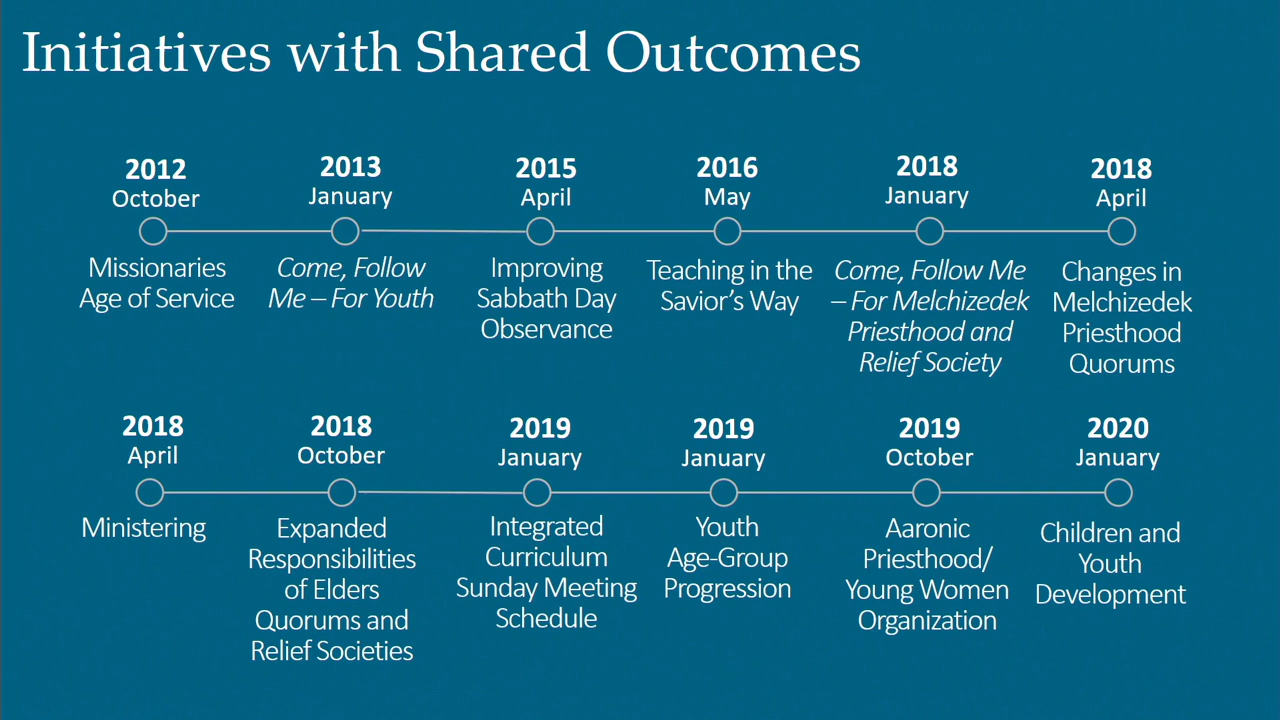 Initiatives with Shared Outcomes
2012
October
Missionaries
Age of Service
2013
January
Come, Follow
Me – For Youth
2015
April
Improving
Sabbath Day
Observance
2016
May
Teaching in the
Savior’s Way
2018
January
Come, Follow Me
– For Melchizedek
Priesthood and
Relief Society
2018
April
Changes in
Melchizedek
Priesthood
Quorums
2018
April
Ministering
2018
October
Expanded
Responsibilities
of Elders
Quorums and
Relief Societies
2019
January
Integrated
Curriculum
Sunday Meeting
Schedule
2019
January
Youth
Age-Group
Progression
2019
October
Aaronic
Priesthood/
Young Women
Organization
2020
January
Children and
Youth
Development